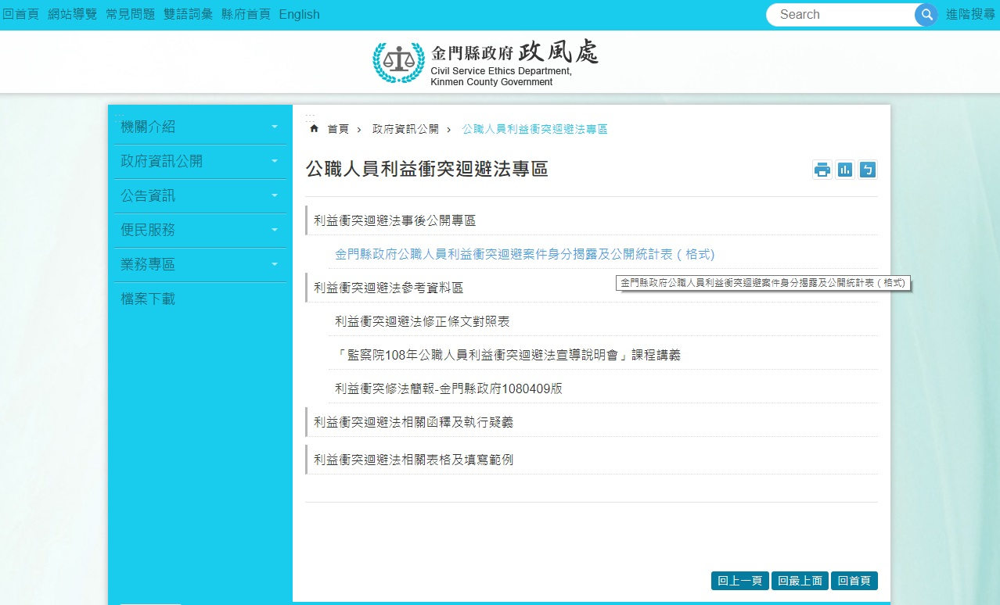 回首頁 網站導覽 常見問題 雙語詞彙 縣府首頁 English
Search
進階搜尋
金門縣政府 政風處
Civil Service Ethics Department,
Kinmen County Government
機關介紹
政府資訊公開
公告資訊
便民服務
業務專區
檔案下載
首頁 › 政府資訊公開 › 公職人員利益衝突迴避法專區
公職人員利益衝突迴避法專區
利益衝突迴避法事後公開專區
金門縣政府公職人員利益衝突迴避案件身分揭露及公開統計表（格式)
金門縣政府公職人員利益衝突迴避案件身分揭露及公開統計表（格式)
利益衝突迴避法參考資料區
利益衝突迴避法修正條文對照表
「監察院108年公職人員利益衝突迴避法宣導說明會」課程講義
利益衝突修法簡報-金門縣政府1080409版
利益衝突迴避法相關函釋及執行疑義
利益衝突迴避法相關表格及填寫範例
回上一頁 回最上面 回首頁